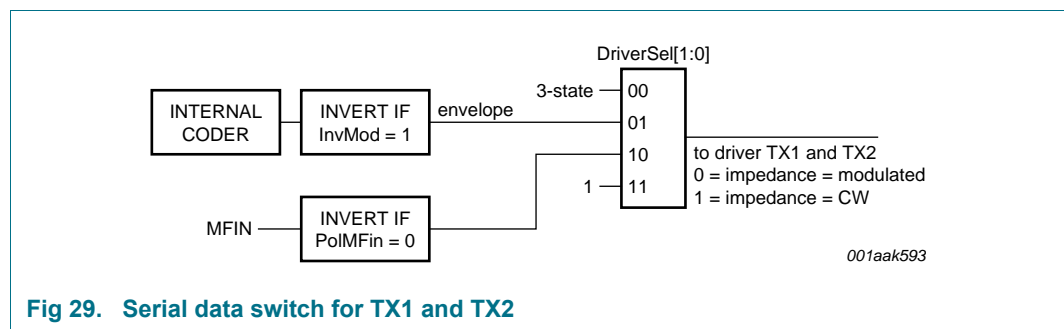 DriverSel[1:0]
3-state
00
INTERNAL
CODER
INVERT IF
InvMod = 1
envelope
01
10
1
11
to driver TX1 and TX2
0 = impedance = modulated
1 = impedance = CW
MFIN
INVERT IF
PolMFin = 0
001aak593
Fig 29. Serial data switch for TX1 and TX2